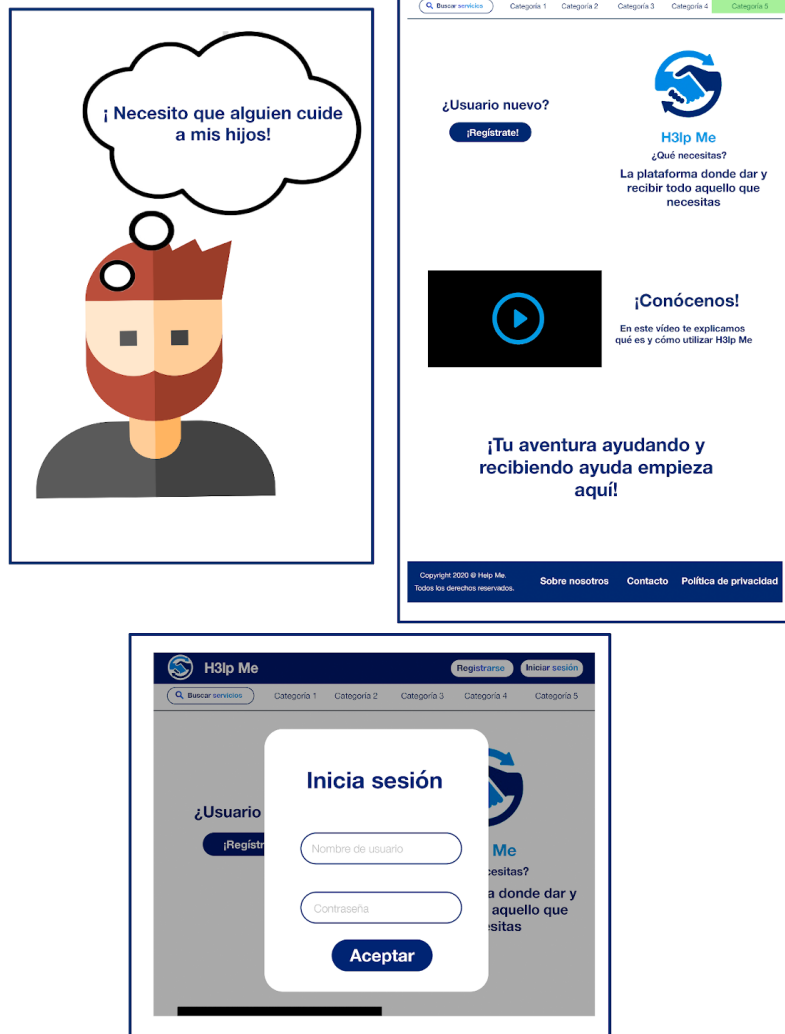 ¡ Necesito que alguien cuide
a mis hijos!
Buscar servicios Categoría 1 Categoría 2 Categoría 3 Categoría 4 Categoría 5
¿Usuario nuevo?
¡Regístrate!
H3lp Me
¿Qué necesitas?
La plataforma donde dar y
recibir todo aquello que
necesitas
¡Conócenos!
En este vídeo te explicamos
qué es y cómo utilizar H3lp Me
¡Tu aventura ayudando y
recibiendo ayuda empieza
aquí!
Copyright 2020 @ Help Me.
Todos los derechos reservados.
Sobre nosotros Contacto Política de privacidad
H3lp Me Registrarse Iniciar sesión
Buscar servicios Categoría 1 Categoría 2 Categoría 3 Categoría 4 Categoría 5
Inicia sesión
¿Usuario
¡Regístr
Nombre de usuario
Me
cesitas?
a donde dar y
aquello que
sitas
Contraseña
Aceptar